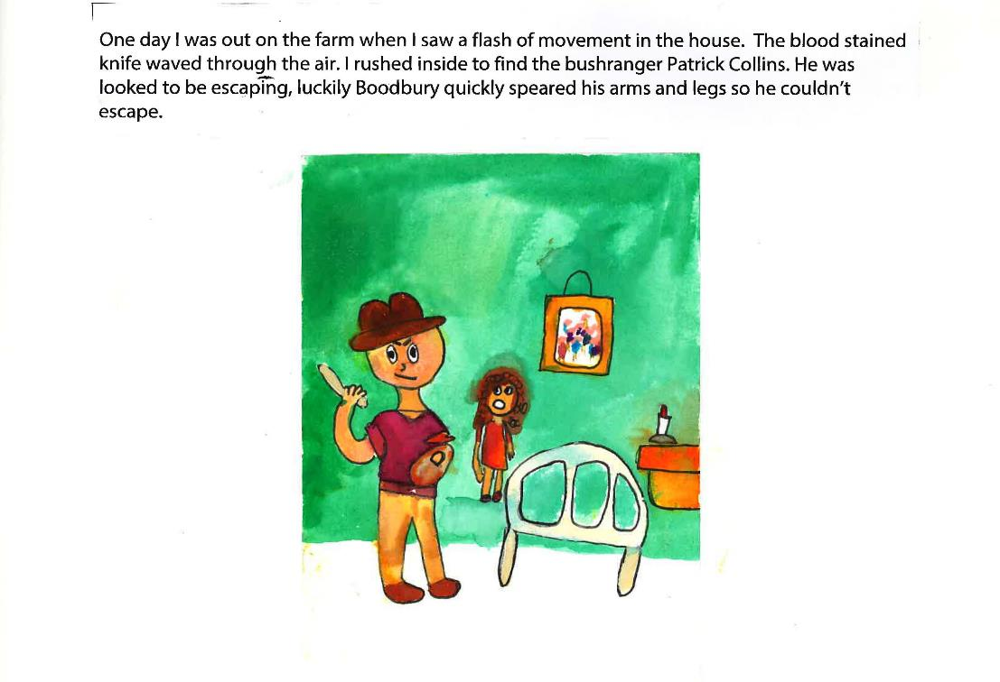 One day I was out on the farm when I saw a flash of movement in the house.  The blood stained
knife waved through the air. I rushed inside to find the bushranger Patrick Collins. He was
looked to be escaping, luckily Boodbury quickly speared his arms and legs so he couldn't
escape.